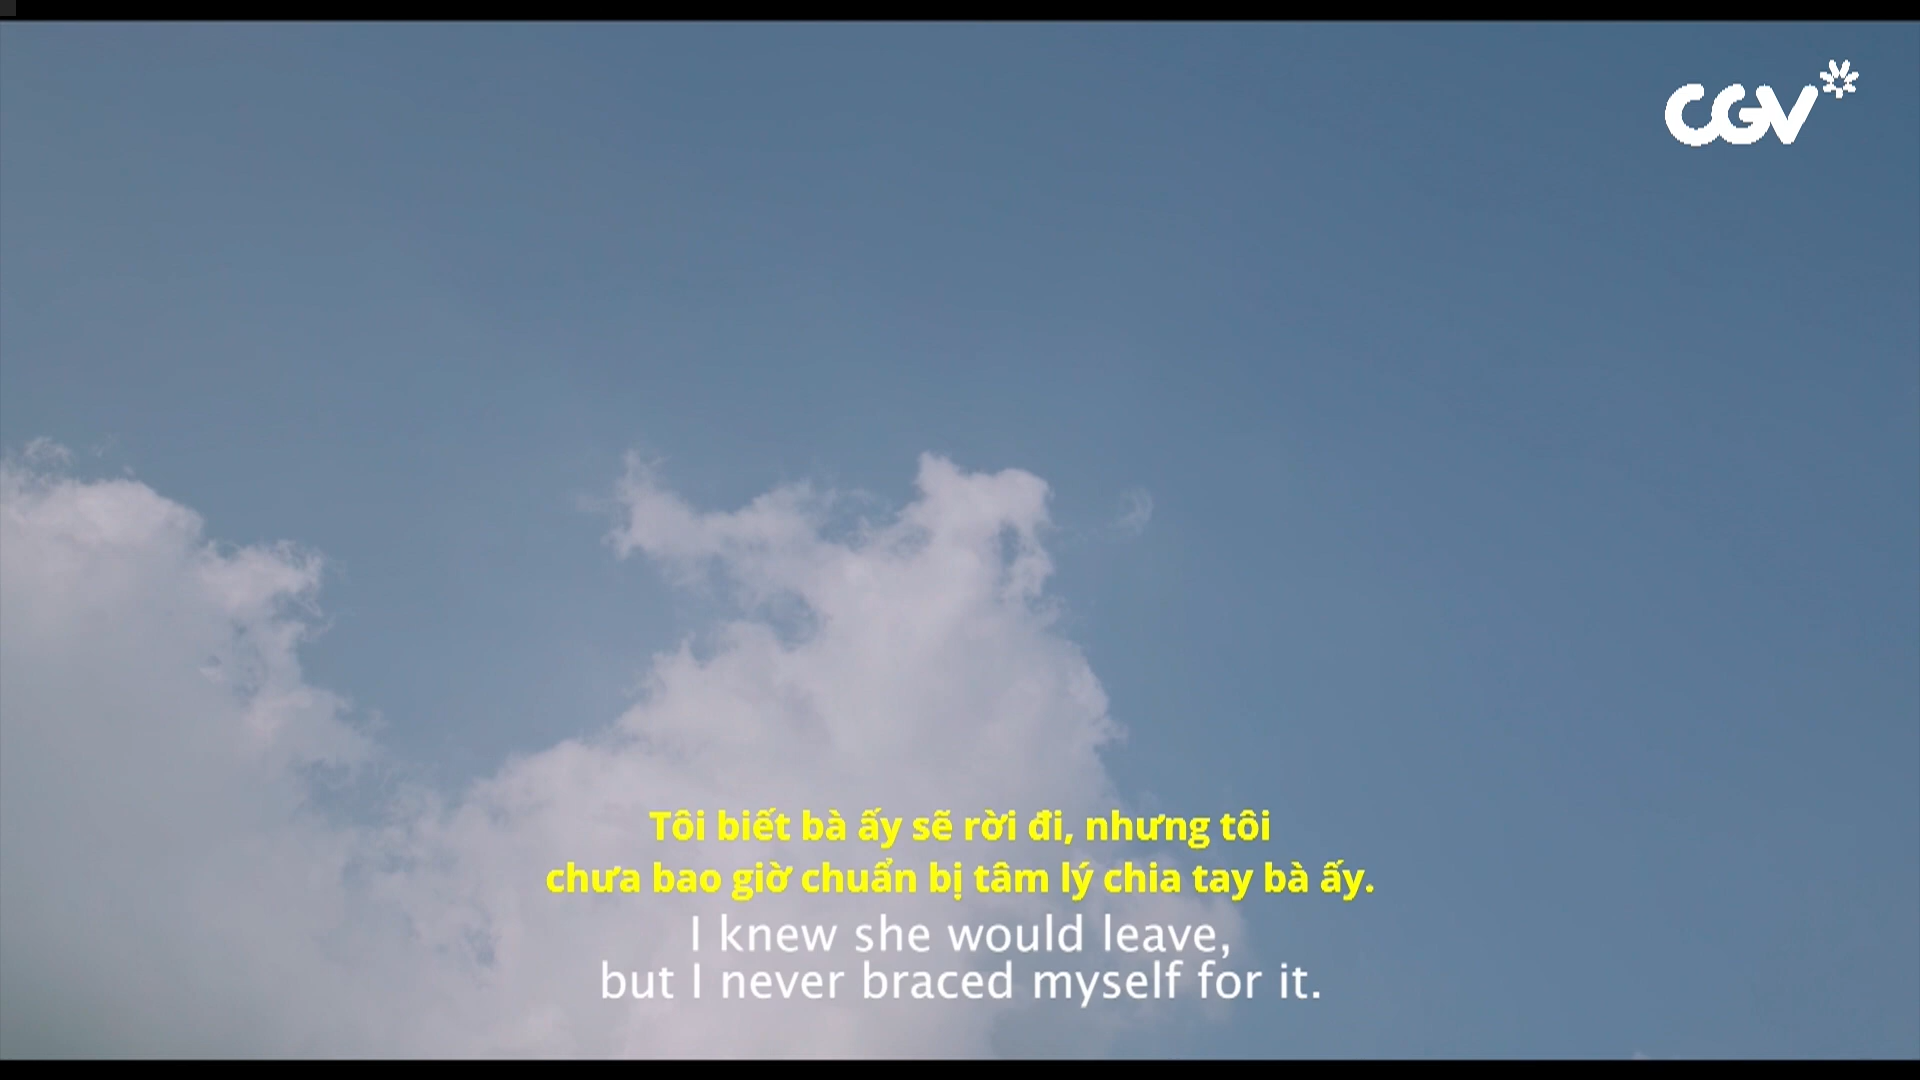 CGV
Tôi biết bà ấy sẽ rời đi, nhưng tôi
chưa bao giờ chuẩn bị tâm lý chia tay bà ấy.
I knew she would leave,
but I never braced myself for it.